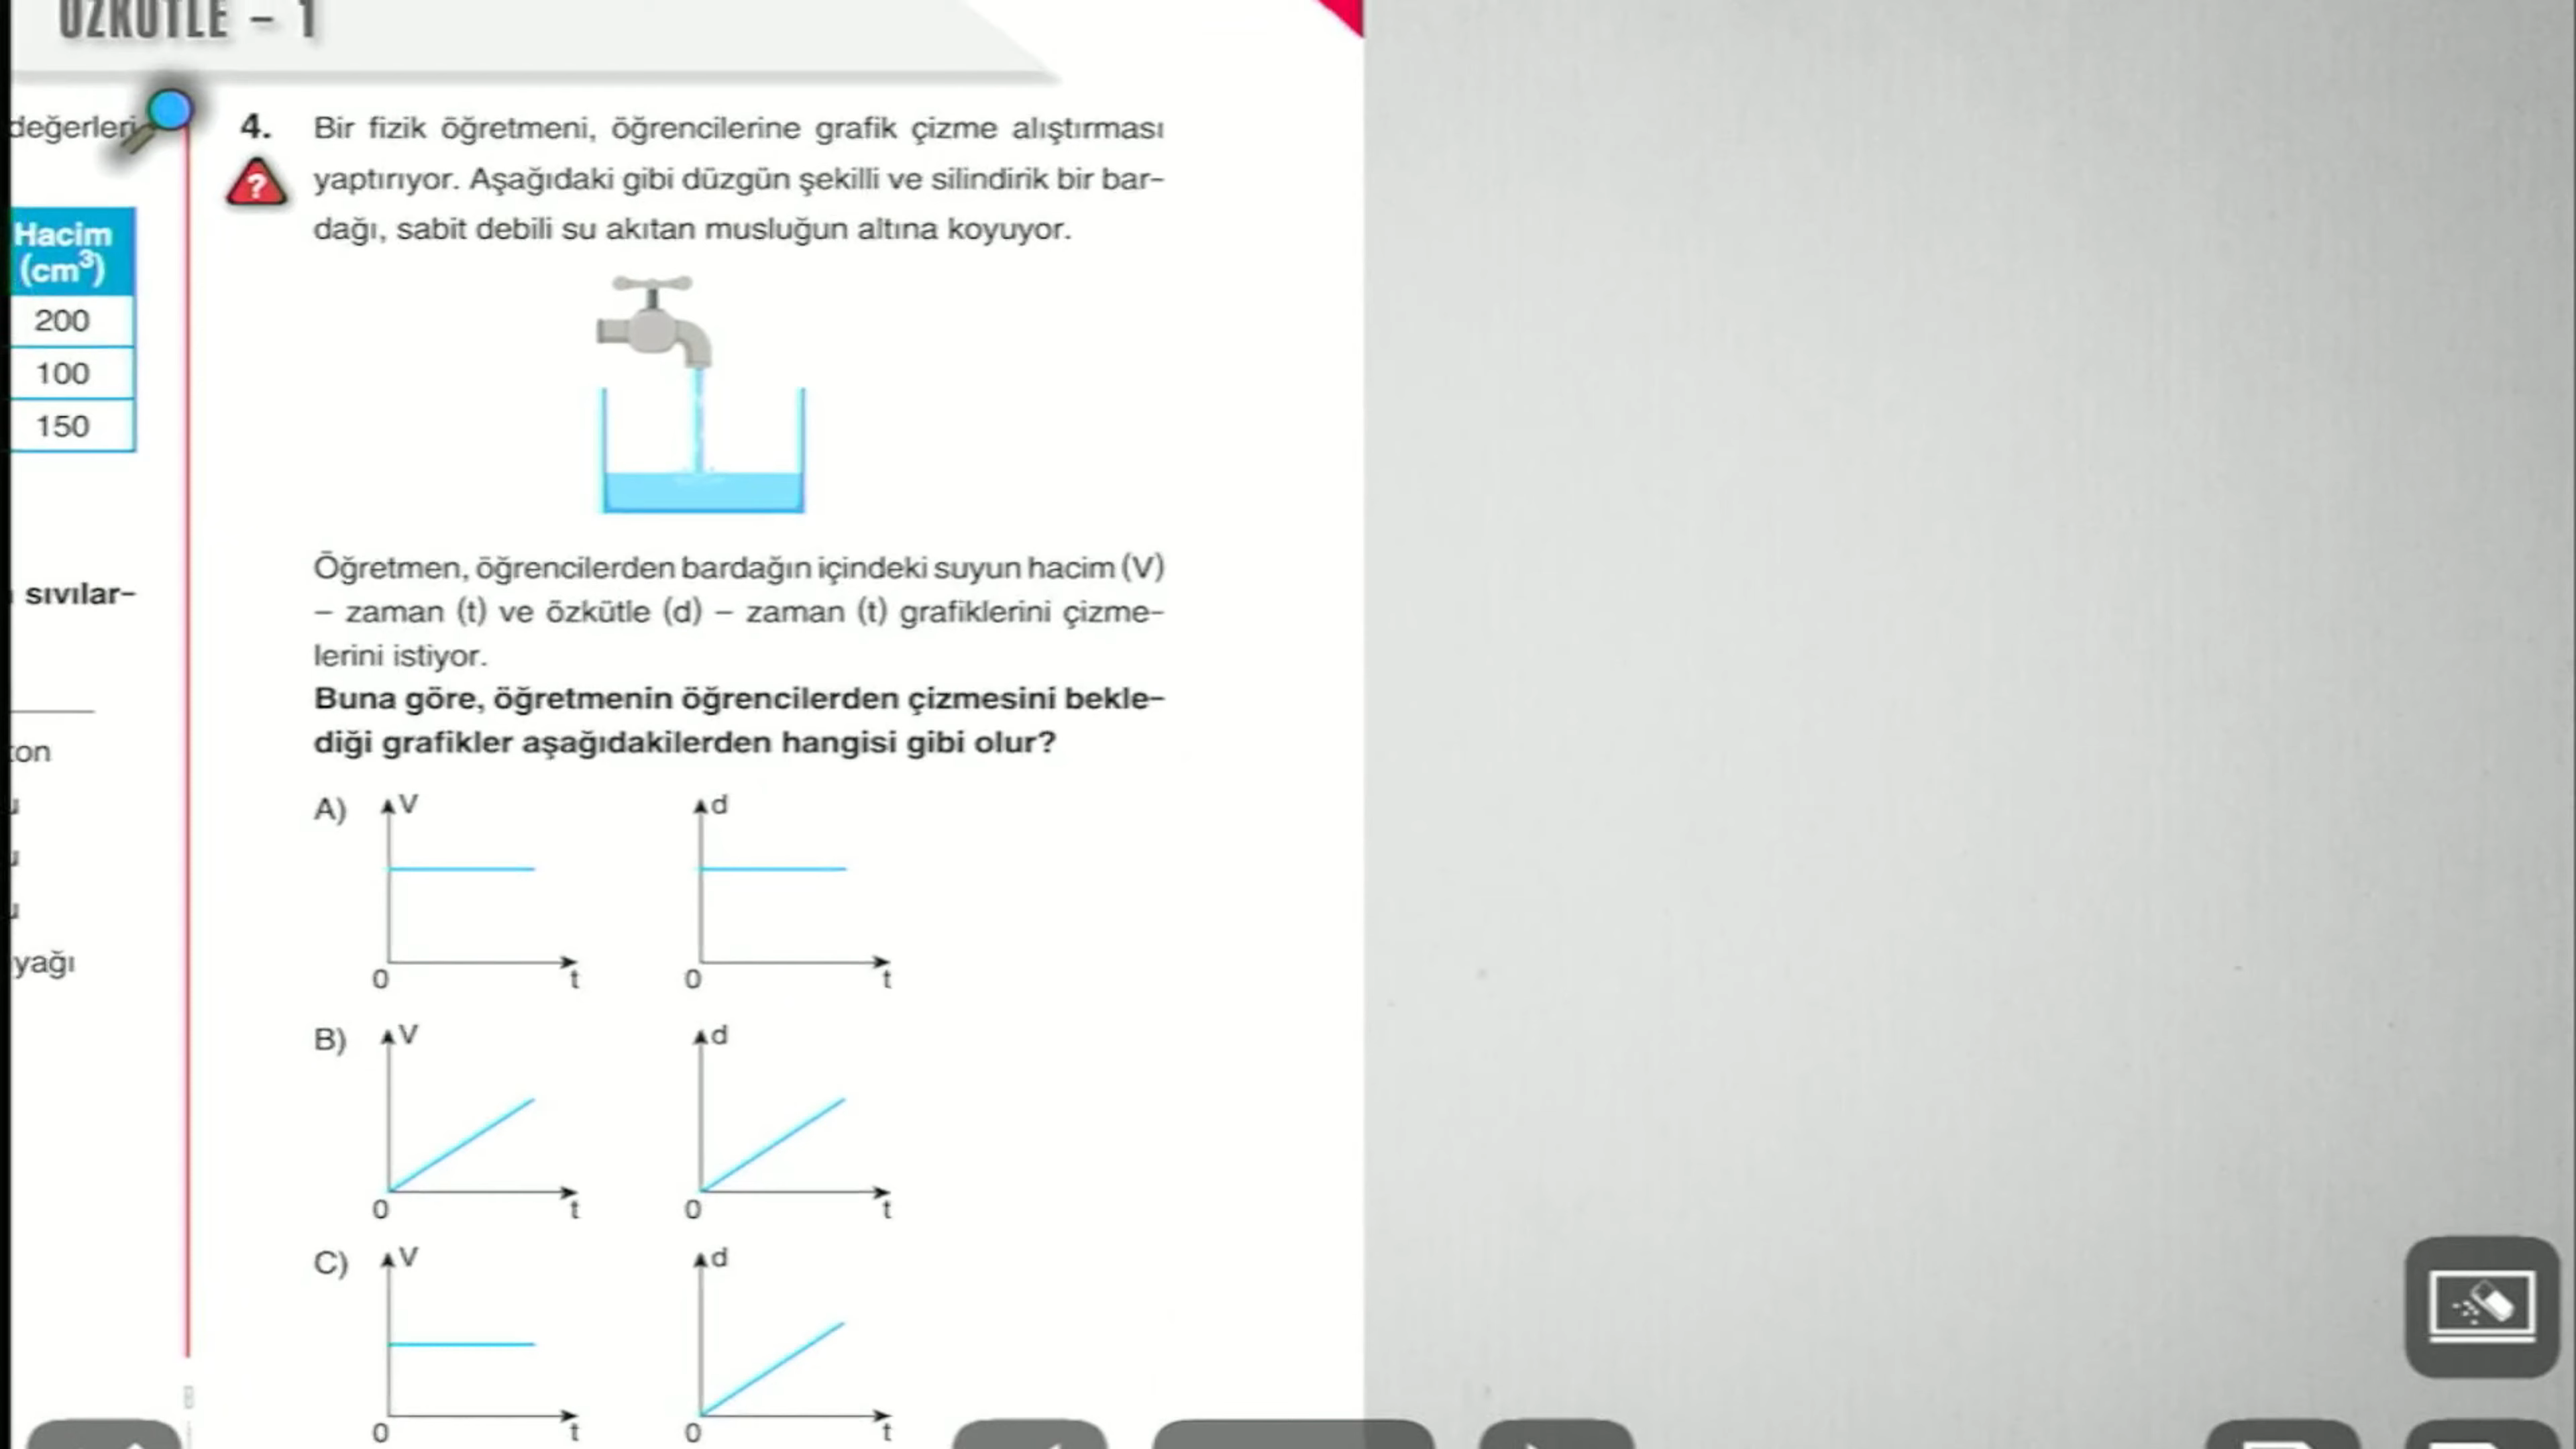 ÖZKÜTLE – 1
değerleri
Hacim
(cm³)
200
100
150
sıvılar–
yağı
4. Bir fizik öğretmeni, öğrencilerine grafik çizme alıştırması
? yaptırıyor. Aşağıdaki gibi düzgün şekilli ve silindirik bir bar–
dağı, sabit debili su akıtan musluğun altına koyuyor.
Öğretmen, öğrencilerden bardağın içindeki suyun hacim (V)
– zaman (t) ve özkütle (d) – zaman (t) grafiklerini çizme–
lerini istiyor.
Buna göre, öğretmenin öğrencilerden çizmesini bekle–
diği grafikler aşağıdakilerden hangisi gibi olur?
A) V d
0 t 0 t
B) V d
0 t 0 t
C) V d
0 t 0 t